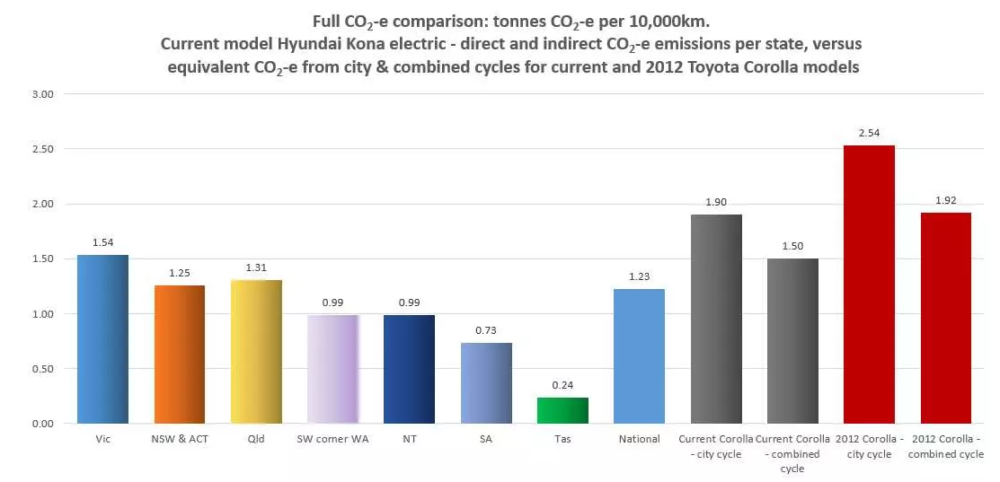 Full CO₂-e comparison: tonnes CO₂-e per 10,000km.
Current model Hyundai Kona electric - direct and indirect CO₂-e emissions per state, versus
equivalent CO₂-e from city & combined cycles for current and 2012 Toyota Corolla models
3.00
2.50
2.00
1.50
1.00
0.50
0.00
1.54
1.25
1.31
0.99
0.99
0.73
0.24
1.23
1.90
1.50
2.54
1.92
Vic
NSW & ACT
Qld
SW corner WA
NT
SA
Tas
National
Current Corolla
- city cycle
Current Corolla
- combined
cycle
2012 Corolla -
city cycle
2012 Corolla -
combined cycle